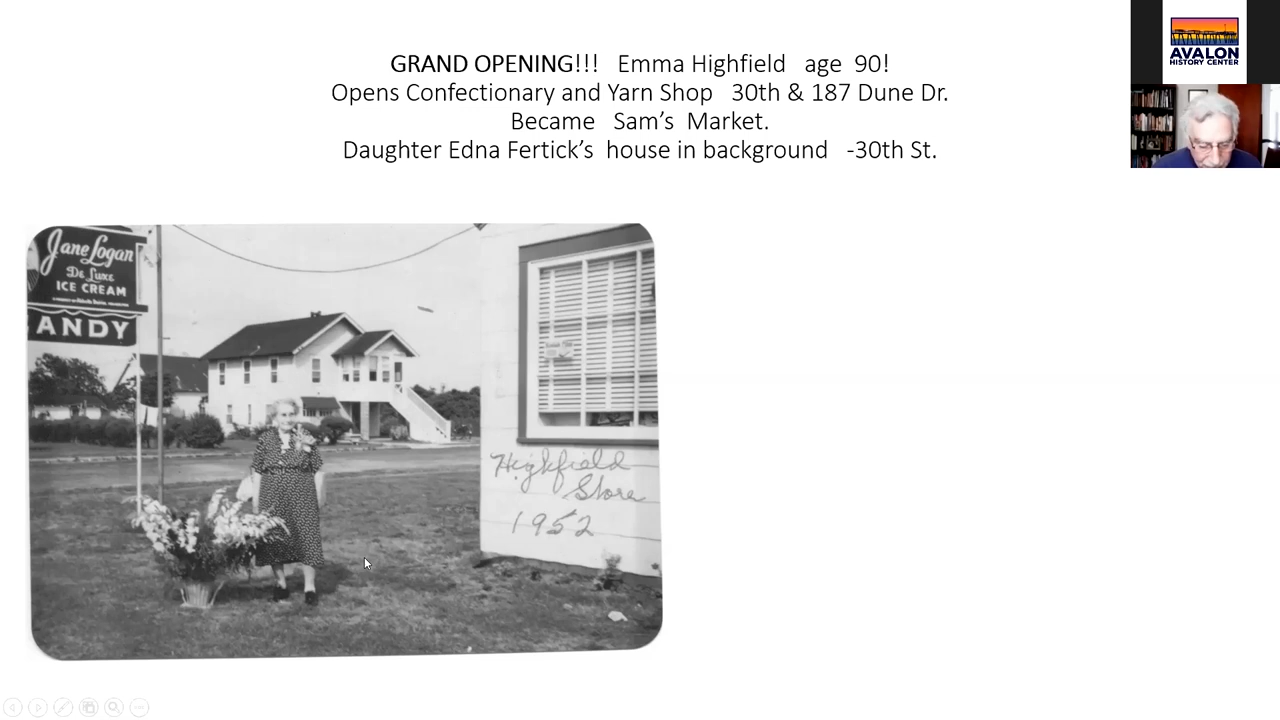 GRAND OPENING!!! Emma Highfield age 90!
Opens Confectionary and Yarn Shop 30th & 187 Dune Dr.
Became Sam’s Market.
Daughter Edna Fertick’s house in background -30th St.
AVALON
HISTORY CENTER
Jane Logan
De Luxe
ICE CREAM
ANDY
Highfield
Store
1952